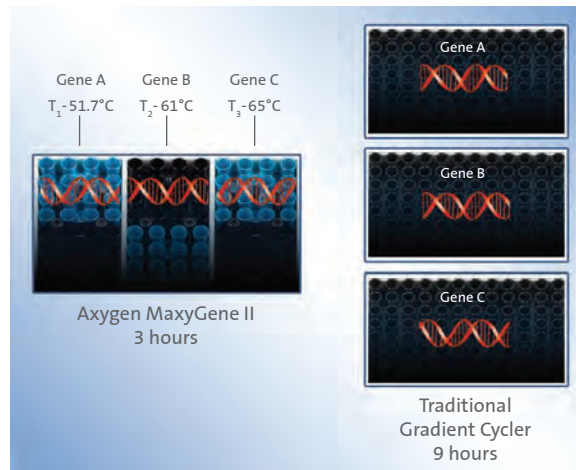 Gene A Gene B Gene C
T1-51.7°C T2-61°C T3-65°C
Axygen MaxyGene II
3 hours
Gene A
Gene B
Gene C
Traditional
Gradient Cycler
9 hours